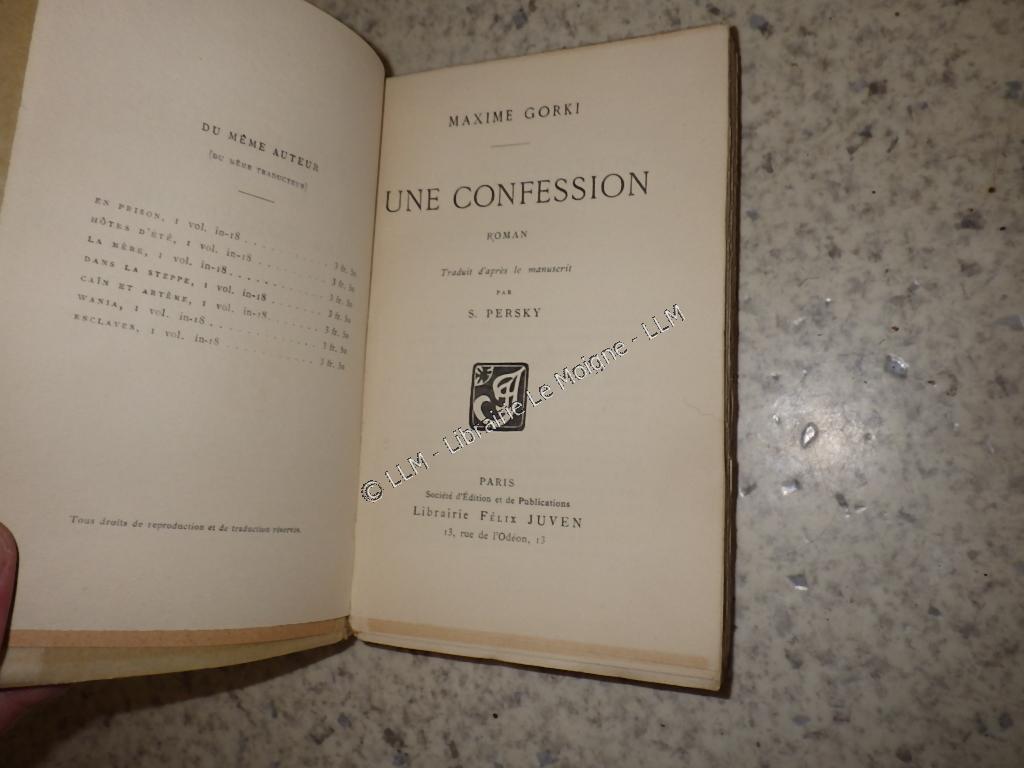 DU MÊME AUTEUR
(DU MÊME TRADUCTEUR)
EN PRISON, 1 vol. in-18 . . . . . . . . . . 3 fr. 50
HÔTES D'ÉTÉ, 1 vol. in-18 . . . . . . . . . . 3 fr. 50
LA MÈRE, 1 vol. in-18 . . . . . . . . . . 3 fr. 50
DANS LA STEPPE, 1 vol. in-18 . . . . . . . . . . 3 fr. 50
CAÏN ET ARTÈME, 1 vol. in-18 . . . . . . . . . . 3 fr. 50
WANIA, 1 vol. in-18 . . . . . . . . . . 3 fr. 50
ESCLAVES, 1 vol. in-18 . . . . . . . . . . 3 fr. 50
Tous droits de reproduction et de traduction réservés.
MAXIME GORKI
UNE CONFESSION
ROMAN
Traduit d'après le manuscrit
PAR
S. PERSKY
PARIS
Société d'Édition et de Publications
Librairie FÉLIX JUVEN
13, rue de l'Odéon, 13
© LLM - Librairie Le Moigne - LLM